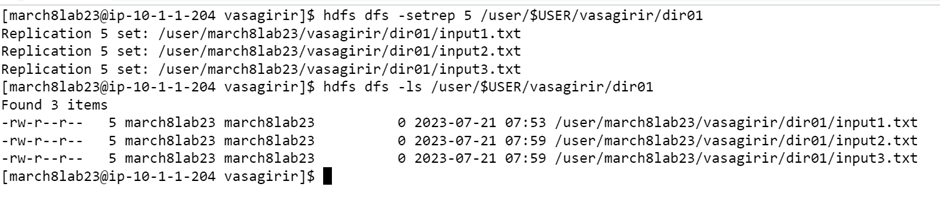 [march8lab23@ip-10-1-1-204 vasagirir]$ hdfs dfs -setrep 5 /user/$USER/vasagirir/dir01
Replication 5 set: /user/march8lab23/vasagirir/dir01/input1.txt
Replication 5 set: /user/march8lab23/vasagirir/dir01/input2.txt
Replication 5 set: /user/march8lab23/vasagirir/dir01/input3.txt
[march8lab23@ip-10-1-1-204 vasagirir]$ hdfs dfs -ls /user/$USER/vasagirir/dir01
Found 3 items
-rw-r--r--   5 march8lab23 march8lab23          0 2023-07-21 07:53 /user/march8lab23/vasagirir/dir01/input1.txt
-rw-r--r--   5 march8lab23 march8lab23          0 2023-07-21 07:59 /user/march8lab23/vasagirir/dir01/input2.txt
-rw-r--r--   5 march8lab23 march8lab23          0 2023-07-21 07:59 /user/march8lab23/vasagirir/dir01/input3.txt
[march8lab23@ip-10-1-1-204 vasagirir]$